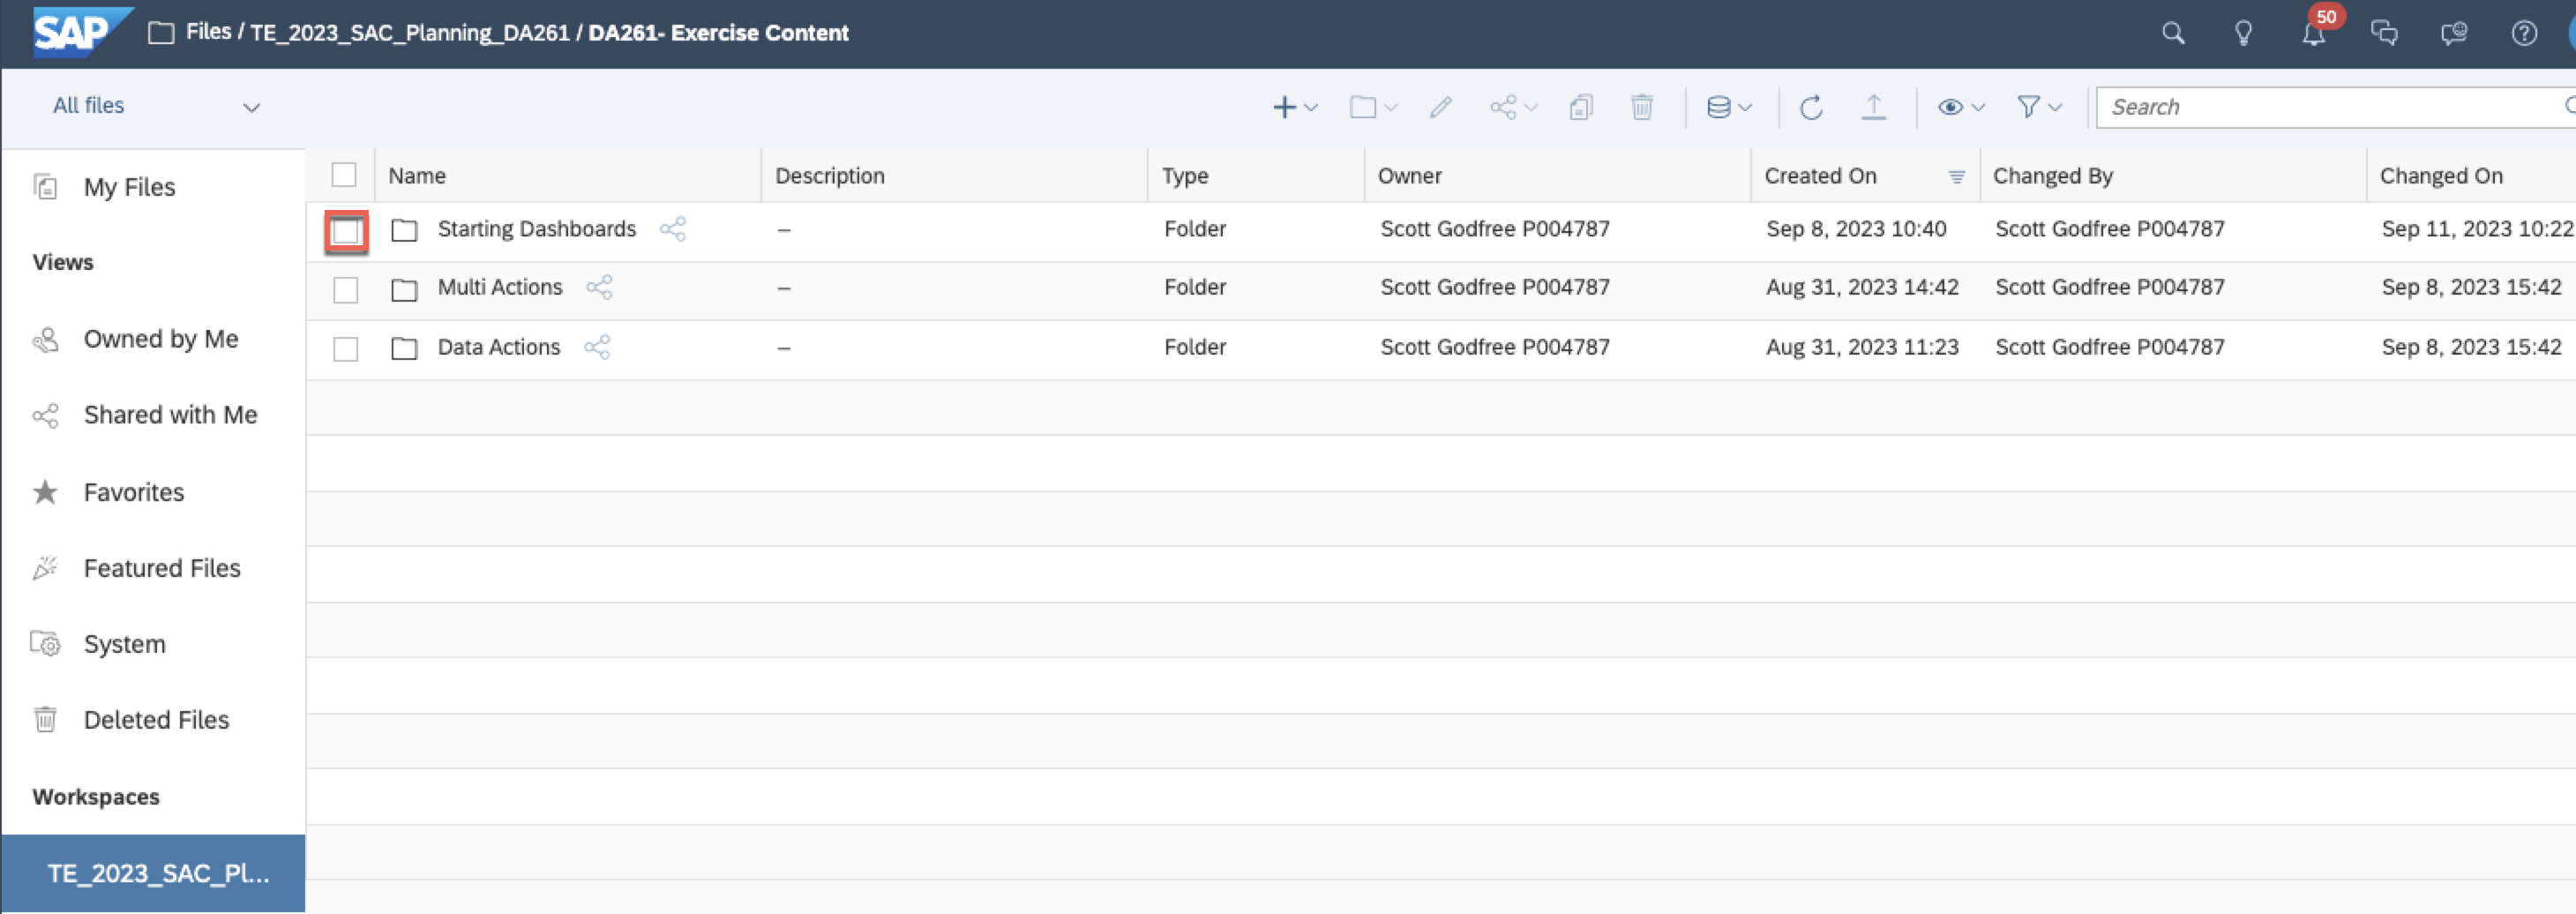 SAP Files / TE_2023_SAC_Planning_DA261 / DA261- Exercise Content 50
All files Search
My Files
Views
Owned by Me
Shared with Me
Favorites
Featured Files
System
Deleted Files
Workspaces
TE_2023_SAC_Pl...
Name Description Type Owner Created On Changed By Changed On
Starting Dashboards – Folder Scott Godfree P004787 Sep 8, 2023 10:40 Scott Godfree P004787 Sep 11, 2023 10:22
Multi Actions – Folder Scott Godfree P004787 Aug 31, 2023 14:42 Scott Godfree P004787 Sep 8, 2023 15:42
Data Actions – Folder Scott Godfree P004787 Aug 31, 2023 11:23 Scott Godfree P004787 Sep 8, 2023 15:42